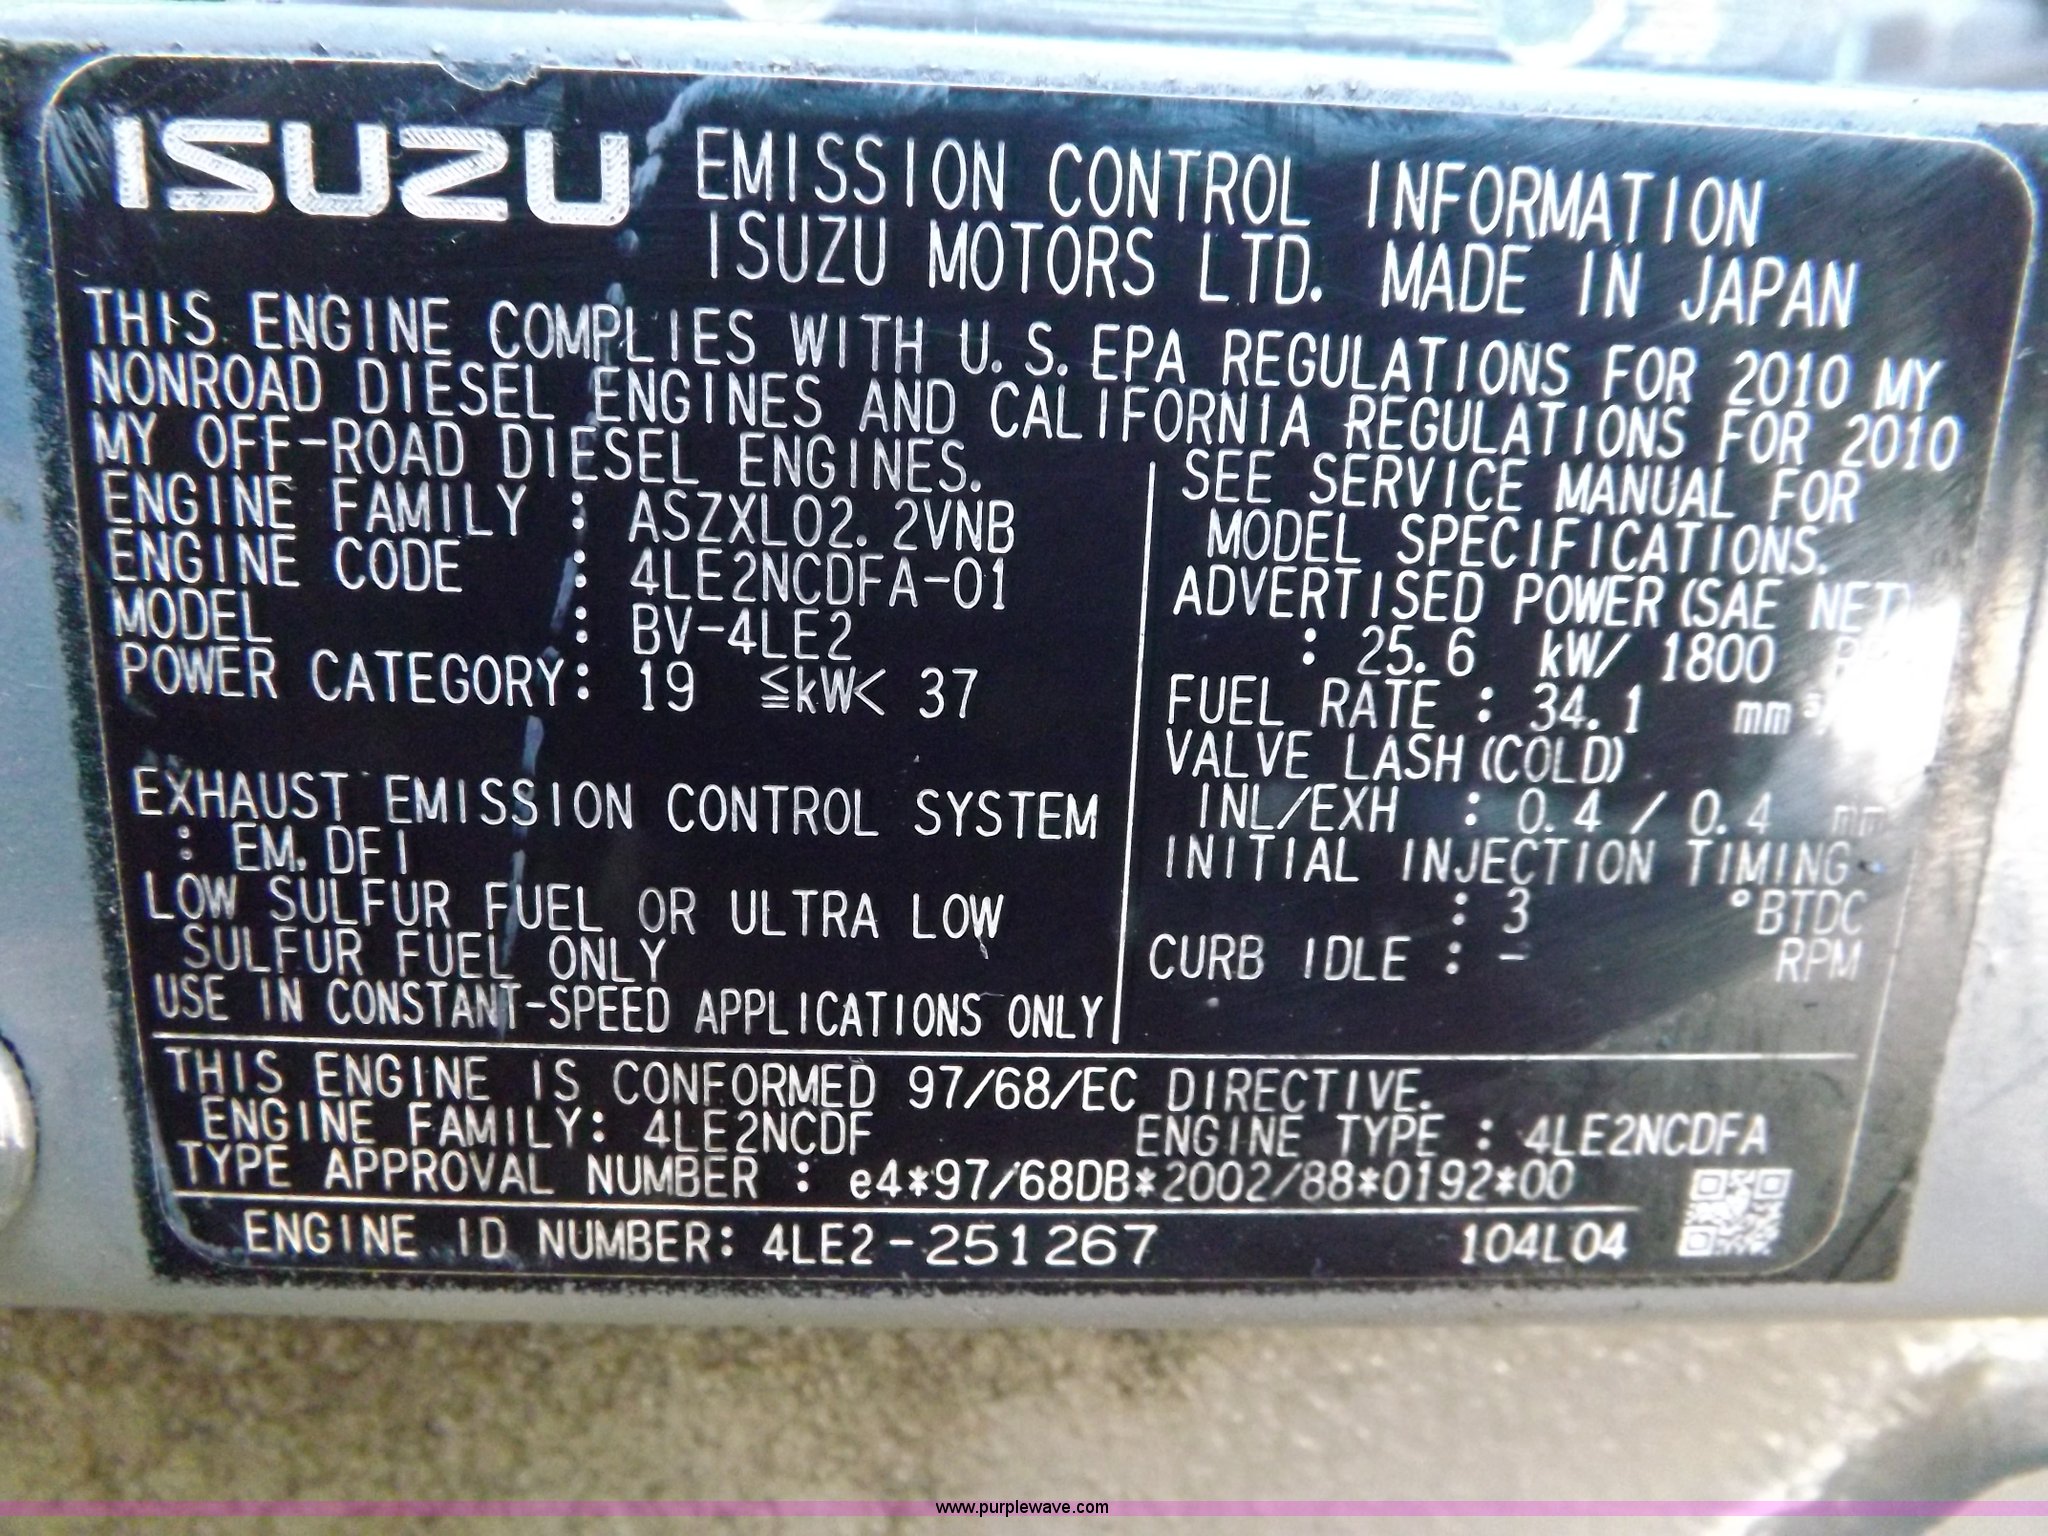 ISUZU EMISSION CONTROL INFORMATION
ISUZU MOTORS LTD. MADE IN JAPAN
THIS ENGINE COMPLIES WITH U.S.EPA REGULATIONS FOR 2010 MY
NONROAD DIESEL ENGINES AND CALIFORNIA REGULATIONS FOR 2010
MY OFF-ROAD DIESEL ENGINES.
ENGINE FAMILY : ASZXL02.2VNB
ENGINE CODE : 4LE2NCDFA-01
MODEL : BV-4LE2
POWER CATEGORY: 19 ≦kW< 37
EXHAUST EMISSION CONTROL SYSTEM
: EM,DFI
LOW SULFUR FUEL OR ULTRA LOW
SULFUR FUEL ONLY
USE IN CONSTANT-SPEED APPLICATIONS ONLY
SEE SERVICE MANUAL FOR
MODEL SPECIFICATIONS.
ADVERTISED POWER(SAE NET)
: 25.6 kW/ 1800
FUEL RATE : 34.1 mm³/
VALVE LASH(COLD)
INL/EXH : 0.4 / 0.4 mm
INITIAL INJECTION TIMING
: 3 °BTDC
CURB IDLE : - RPM
THIS ENGINE IS CONFORMED 97/68/EC DIRECTIVE.
ENGINE FAMILY: 4LE2NCDF ENGINE TYPE : 4LE2NCDFA
TYPE APPROVAL NUMBER : e4*97/68DB*2002/88*0192*00
ENGINE ID NUMBER: 4LE2-251267 104L04
www.purplewave.com